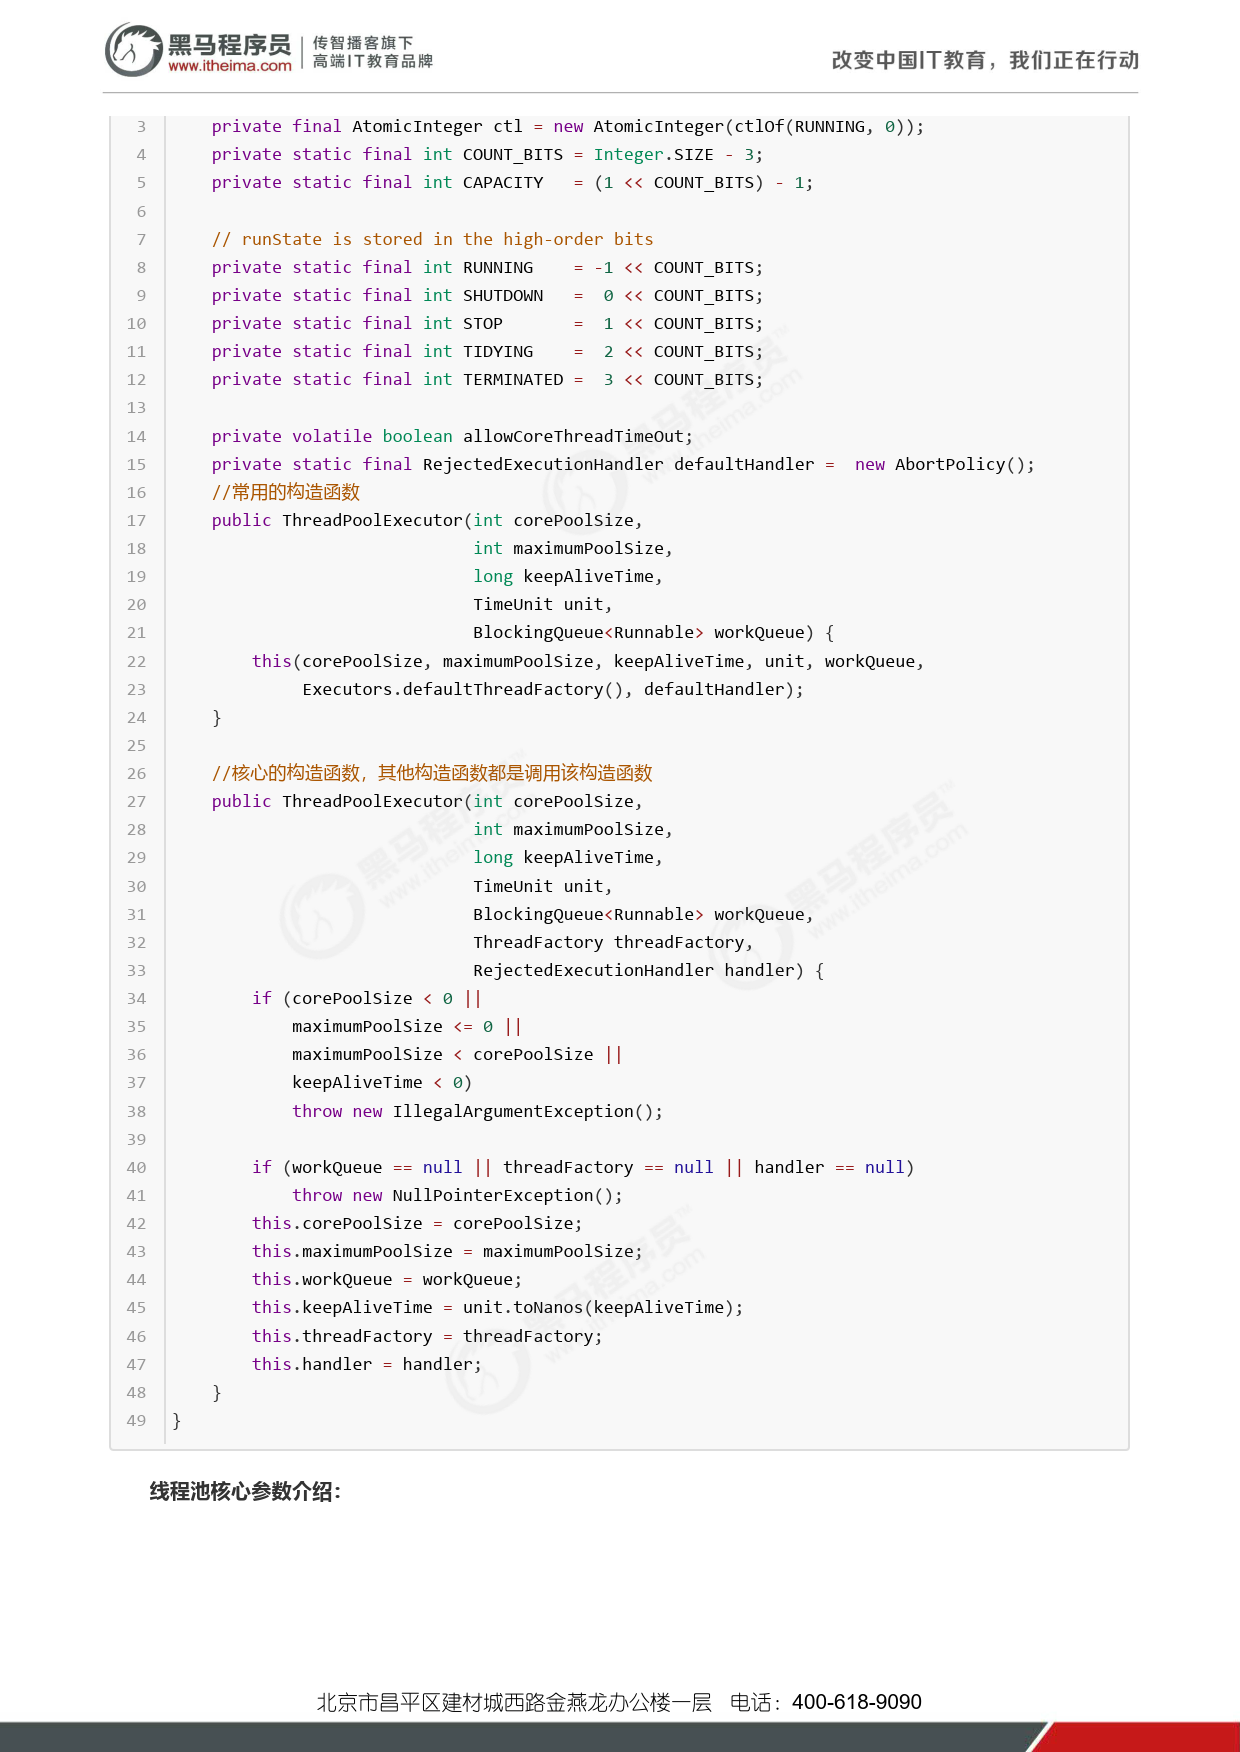 黑马程序员
www.itheima.com
传智播客旗下
高端IT教育品牌
改变中国IT教育，我们正在行动
3     private final AtomicInteger ctl = new AtomicInteger(ctlOf(RUNNING, 0));
4     private static final int COUNT_BITS = Integer.SIZE - 3;
5     private static final int CAPACITY   = (1 << COUNT_BITS) - 1;
6
7     // runState is stored in the high-order bits
8     private static final int RUNNING    = -1 << COUNT_BITS;
9     private static final int SHUTDOWN   =  0 << COUNT_BITS;
10     private static final int STOP       =  1 << COUNT_BITS;
11     private static final int TIDYING    =  2 << COUNT_BITS;
12     private static final int TERMINATED =  3 << COUNT_BITS;
13
14     private volatile boolean allowCoreThreadTimeOut;
15     private static final RejectedExecutionHandler defaultHandler =  new AbortPolicy();
16     //常用的构造函数
17     public ThreadPoolExecutor(int corePoolSize,
18                               int maximumPoolSize,
19                               long keepAliveTime,
20                               TimeUnit unit,
21                               BlockingQueue<Runnable> workQueue) {
22         this(corePoolSize, maximumPoolSize, keepAliveTime, unit, workQueue,
23              Executors.defaultThreadFactory(), defaultHandler);
24     }
25
26     //核心的构造函数，其他构造函数都是调用该构造函数
27     public ThreadPoolExecutor(int corePoolSize,
28                               int maximumPoolSize,
29                               long keepAliveTime,
30                               TimeUnit unit,
31                               BlockingQueue<Runnable> workQueue,
32                               ThreadFactory threadFactory,
33                               RejectedExecutionHandler handler) {
34         if (corePoolSize < 0 ||
35             maximumPoolSize <= 0 ||
36             maximumPoolSize < corePoolSize ||
37             keepAliveTime < 0)
38             throw new IllegalArgumentException();
39
40         if (workQueue == null || threadFactory == null || handler == null)
41             throw new NullPointerException();
42         this.corePoolSize = corePoolSize;
43         this.maximumPoolSize = maximumPoolSize;
44         this.workQueue = workQueue;
45         this.keepAliveTime = unit.toNanos(keepAliveTime);
46         this.threadFactory = threadFactory;
47         this.handler = handler;
48     }
49 }
线程池核心参数介绍：
北京市昌平区建材城西路金燕龙办公楼一层   电话：400-618-9090